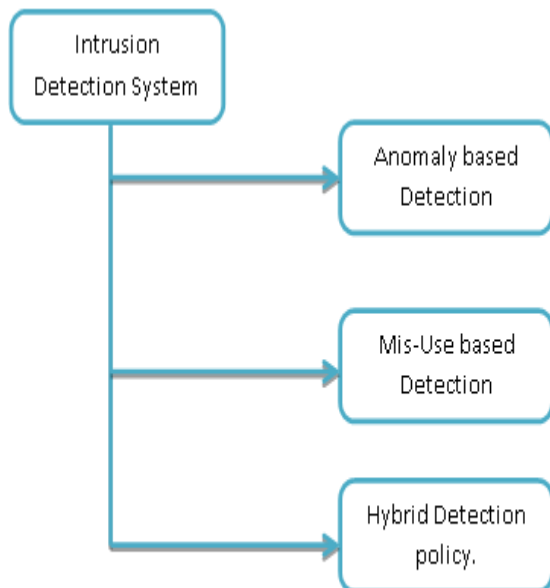 Intrusion
Detection System
Anomaly based
Detection
Mis-Use based
Detection
Hybrid Detection
policy.